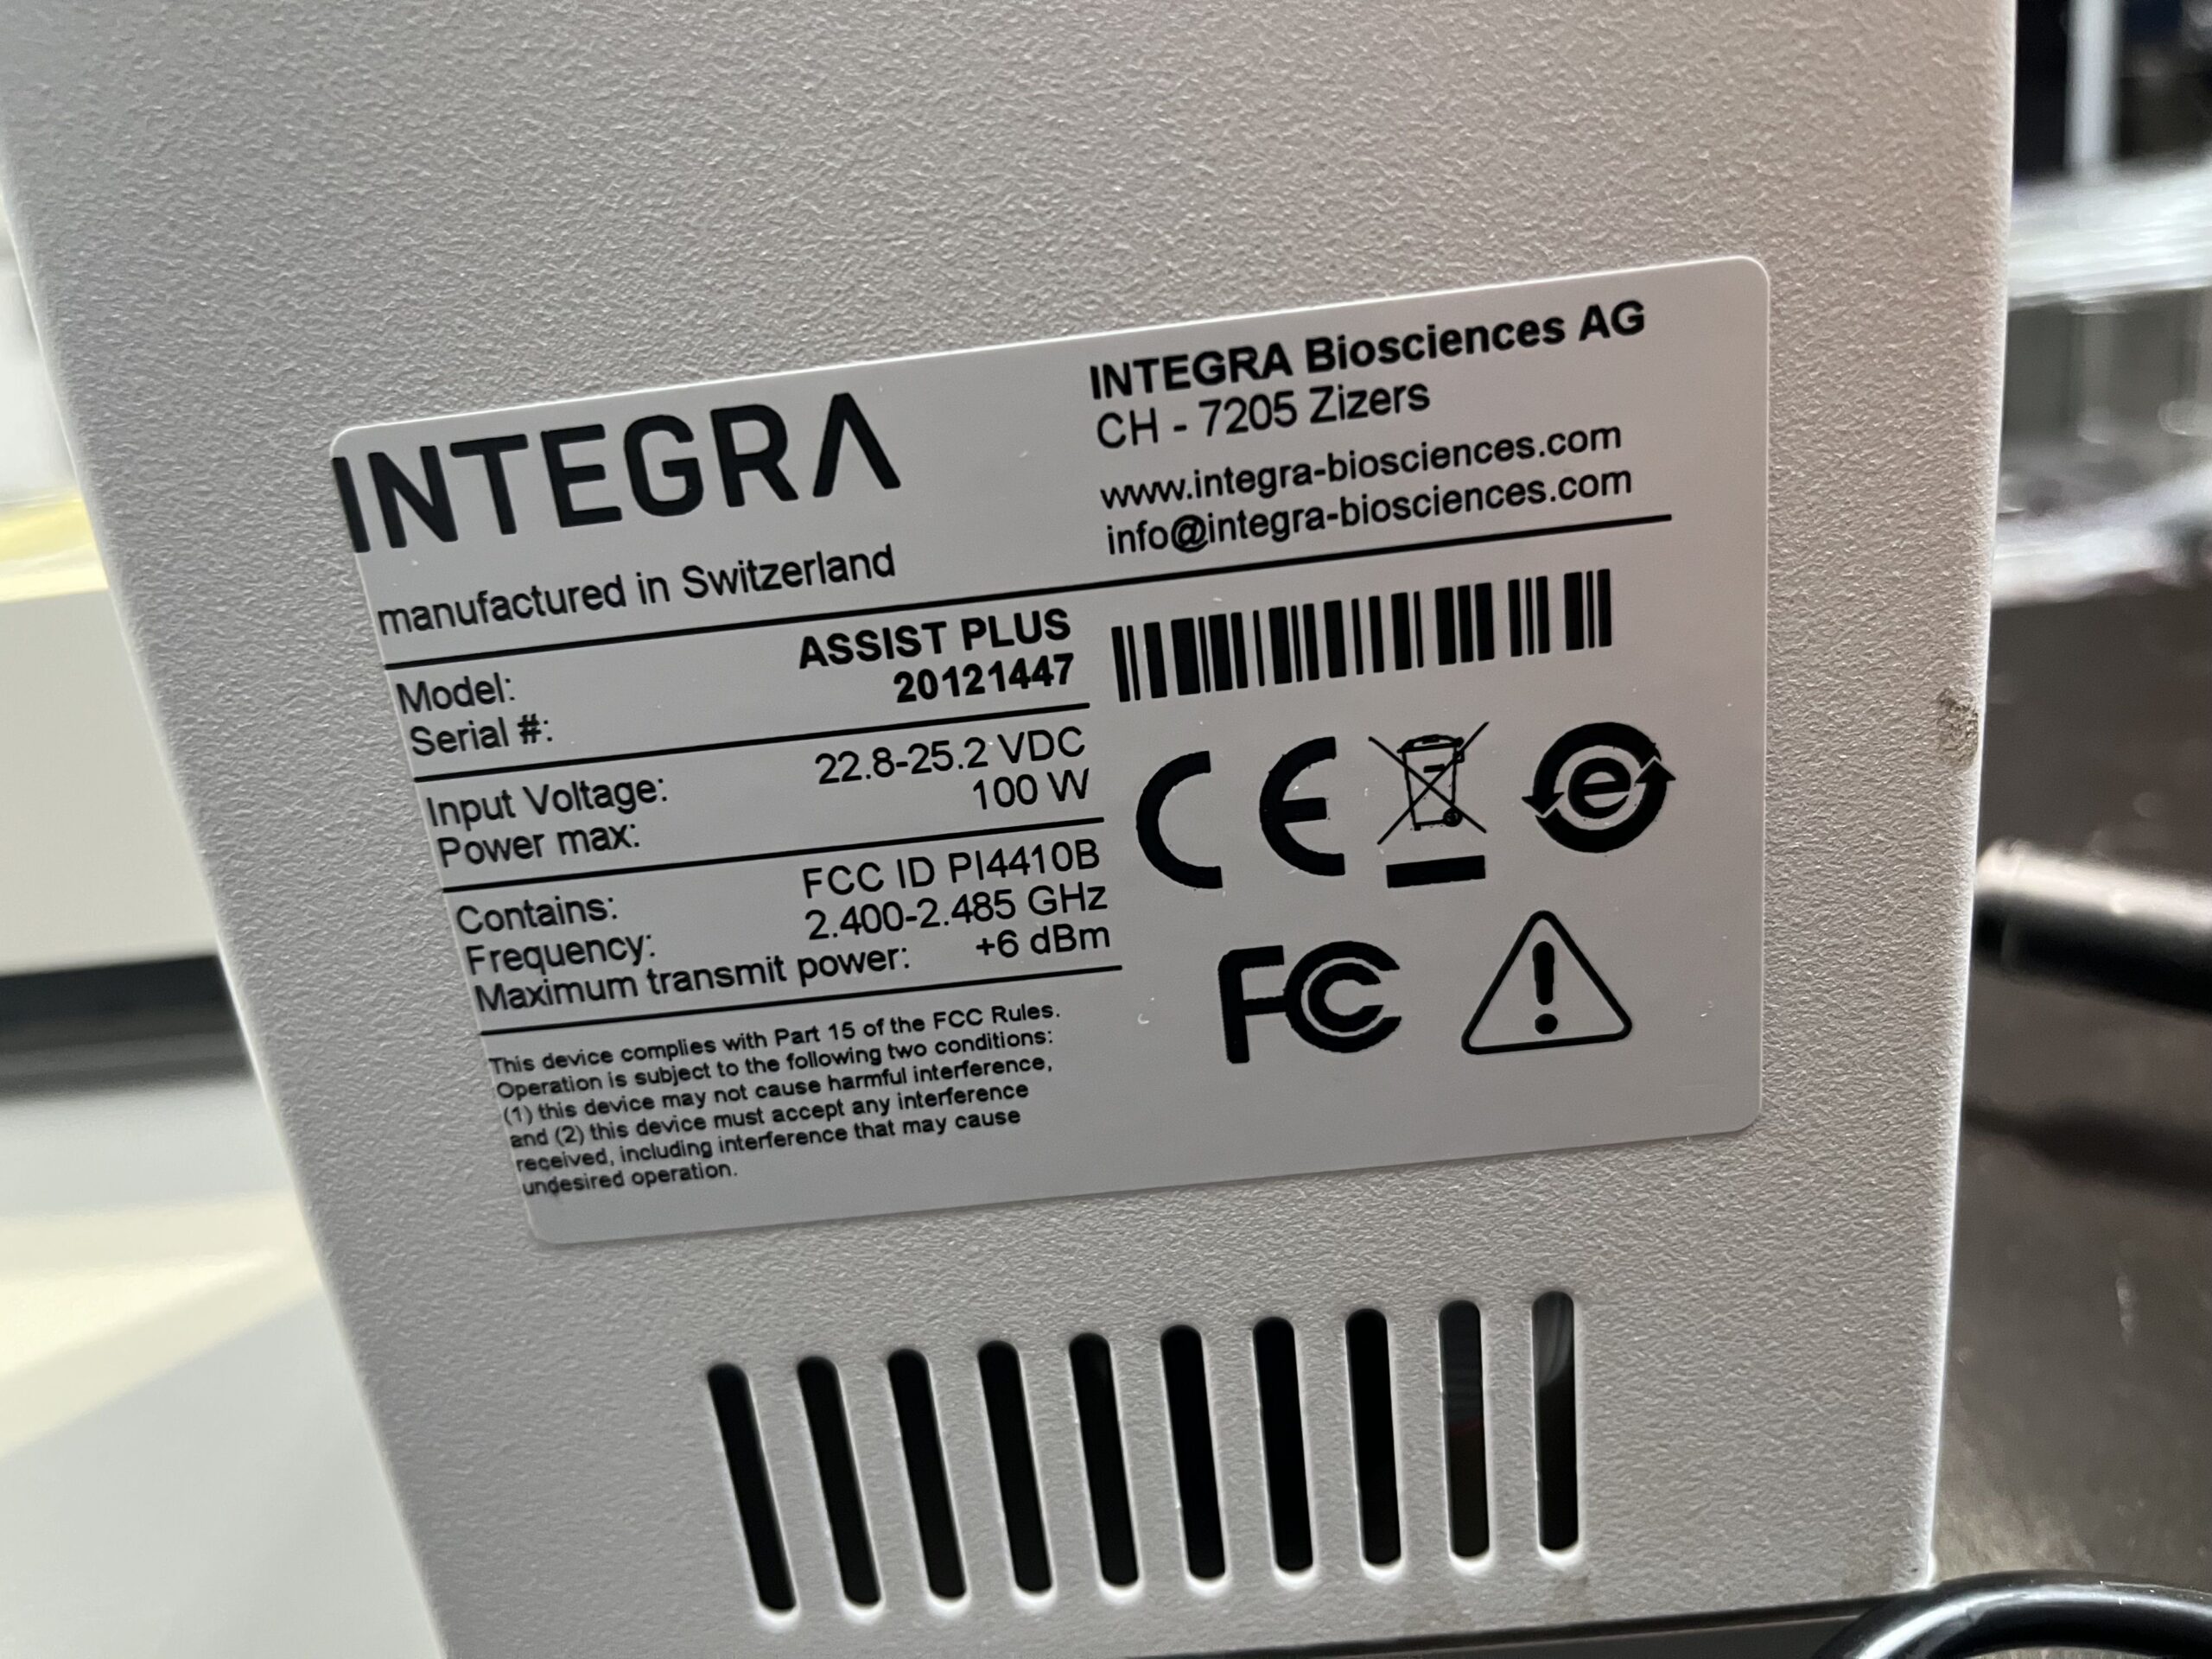 INTEGRA
manufactured in Switzerland
INTEGRA Biosciences AG
CH - 7205 Zizers
www.integra-biosciences.com
info@integra-biosciences.com
Model: ASSIST PLUS
Serial #: 20121447
Input Voltage: 22.8-25.2 VDC
Power max: 100 W
Contains: FCC ID PI4410B
Frequency: 2.400-2.485 GHz
Maximum transmit power: +6 dBm
This device complies with Part 15 of the FCC Rules.
Operation is subject to the following two conditions:
(1) this device may not cause harmful interference,
and (2) this device must accept any interference
received, including interference that may cause
undesired operation.
CE
e
FC